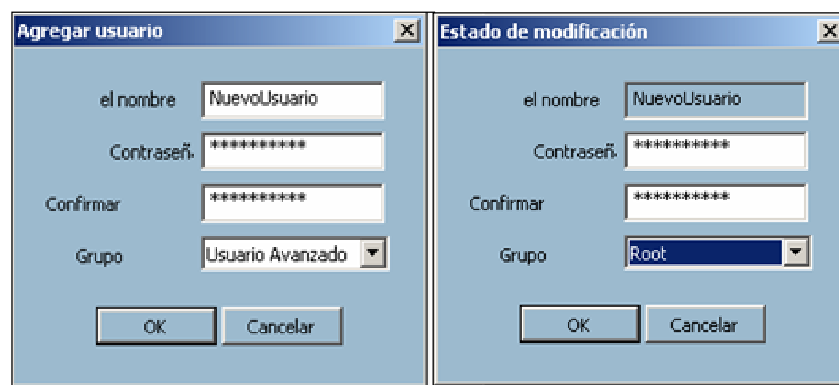 Agregar usuario
el nombre NuevoUsuario
Contraseñ. **********
Confirmar **********
Grupo Usuario Avanzado
OK Cancelar
Estado de modificación
el nombre NuevoUsuario
Contraseñ. **********
Confirmar **********
Grupo Root
OK Cancelar